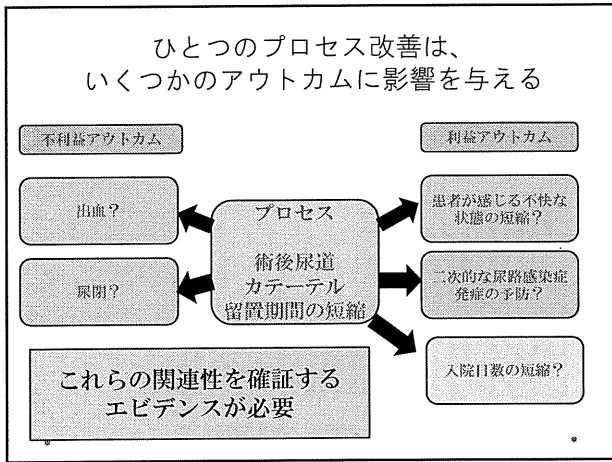 ひとつのプロセス改善は、
いくつかのアウトカムに影響を与える
不利益アウトカム
利益アウトカム
出血？
尿閉？
プロセス
術後尿道
カテーテル
留置期間の短縮
患者が感じる不快な
状態の短縮？
二次的な尿路感染症
発症の予防？
入院日数の短縮？
これらの関連性を確証する
エビデンスが必要